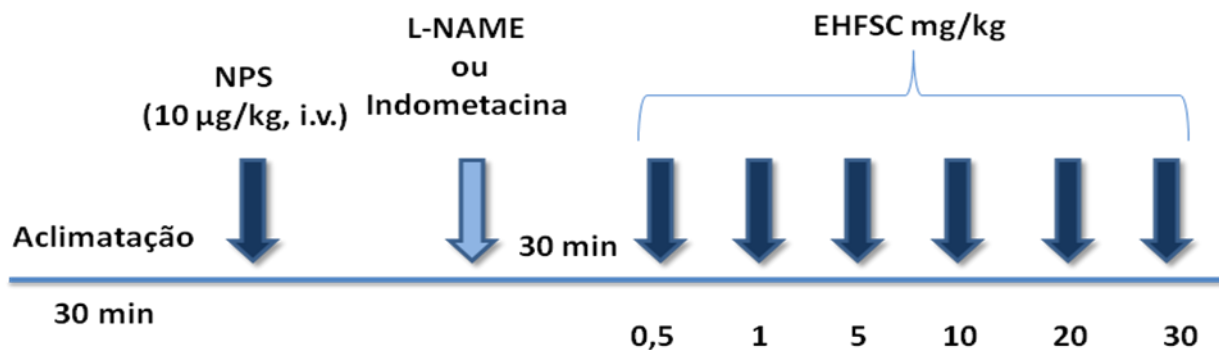 L-NAME
ou
Indometacina
EHFSC mg/kg
NPS
(10 µg/kg, i.v.)
Aclimatação
30 min
30 min
0,5 1 5 10 20 30